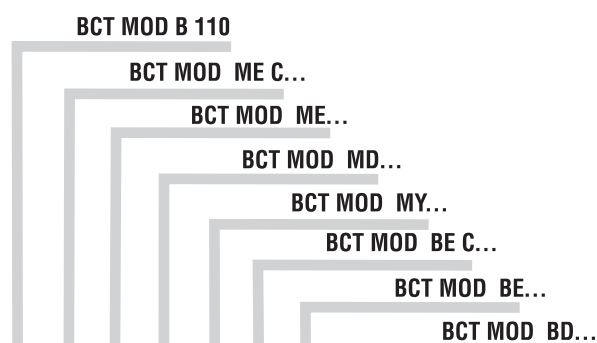 BCT MOD B 110
BCT MOD ME C...
BCT MOD ME...
BCT MOD MD...
BCT MOD MY...
BCT MOD BE C...
BCT MOD BE...
BCT MOD BD...